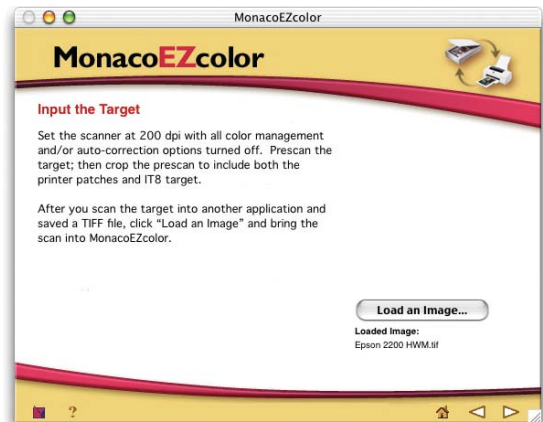 MonacoEZcolor
MonacoEZcolor
Input the Target
Set the scanner at 200 dpi with all color management
and/or auto-correction options turned off. Prescan the
target; then crop the prescan to include both the
printer patches and IT8 target.
After you scan the target into another application and
saved a TIFF file, click “Load an Image” and bring the
scan into MonacoEZcolor.
Load an Image...
Loaded Image:
Epson 2200 HWM.tif
?